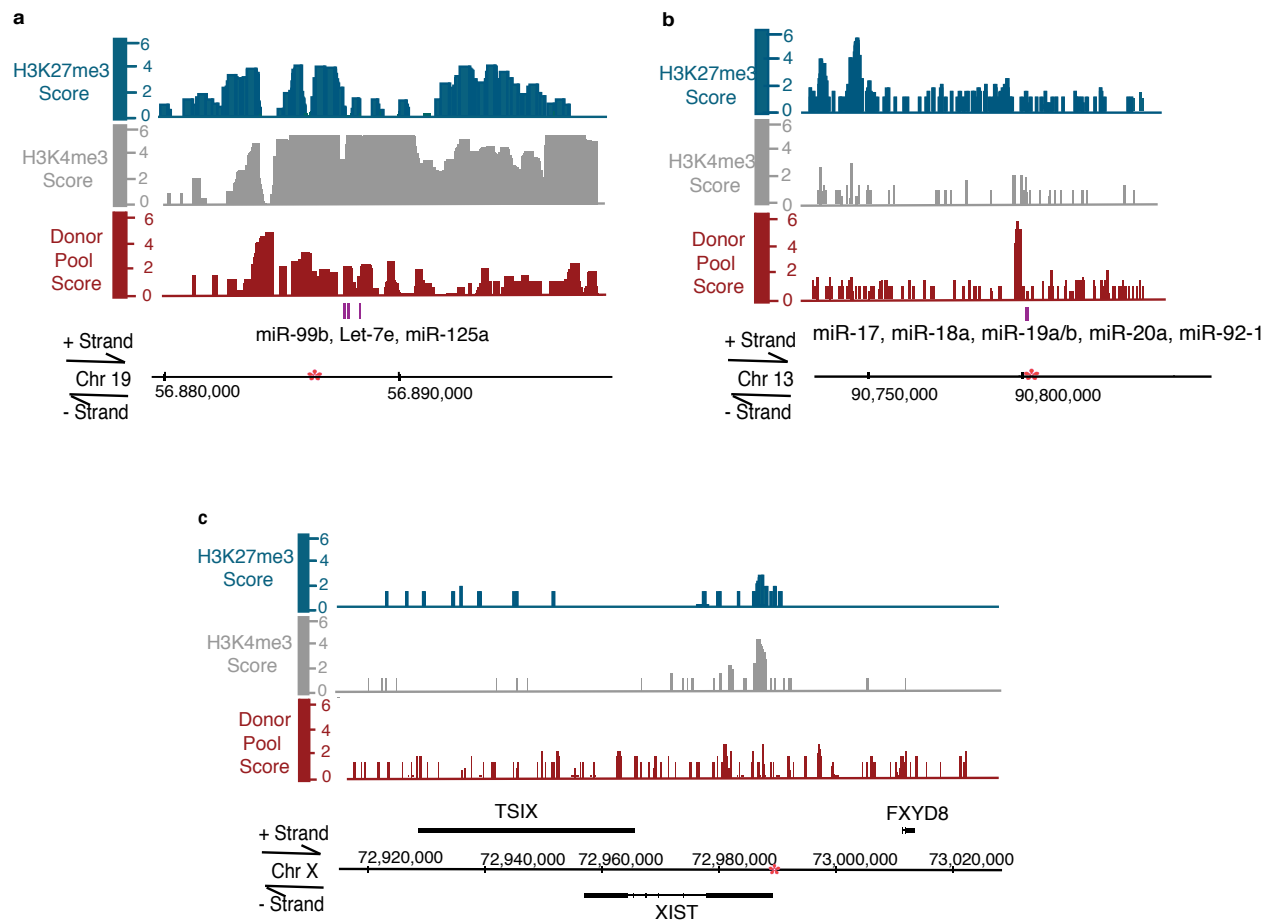 a
6
4
2
0
H3K27me3
Score
6
4
2
0
H3K4me3
Score
6
4
2
0
Donor
Pool
Score
miR-99b, Let-7e, miR-125a
+ Strand
Chr 19
- Strand
56.880,000
56.890,000
b
6
4
2
0
H3K27me3
Score
6
4
2
0
H3K4me3
Score
6
4
2
0
Donor
Pool
Score
miR-17, miR-18a, miR-19a/b, miR-20a, miR-92-1
+ Strand
Chr 13
- Strand
90,750,000
90,800,000
c
6
4
2
0
H3K27me3
Score
6
4
2
0
H3K4me3
Score
6
4
2
0
Donor
Pool
Score
TSIX
FXYD8
+ Strand
Chr X
- Strand
72,920,000
72,940,000
72,960,000
72,980,000
73,000,000
73,020,000
XIST